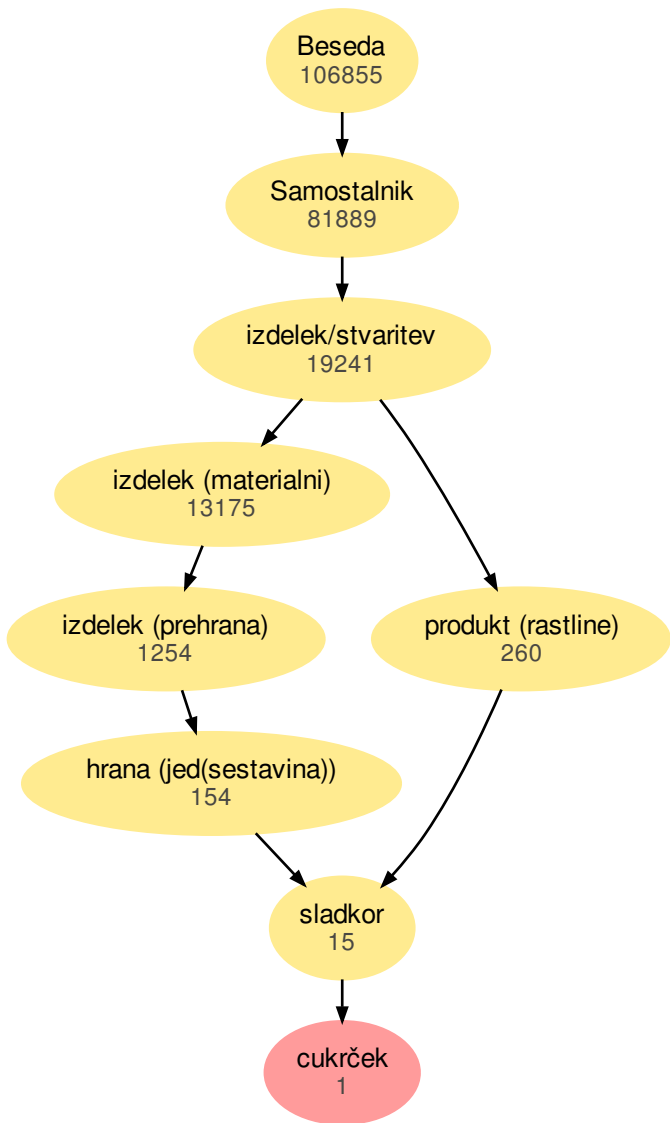 Beseda
106855
Samostalnik
81889
izdelek/stvaritev
19241
izdelek (materialni)
13175
izdelek (prehrana)
1254
produkt (rastline)
260
hrana (jed(sestavina))
154
sladkor
15
cukrček
1